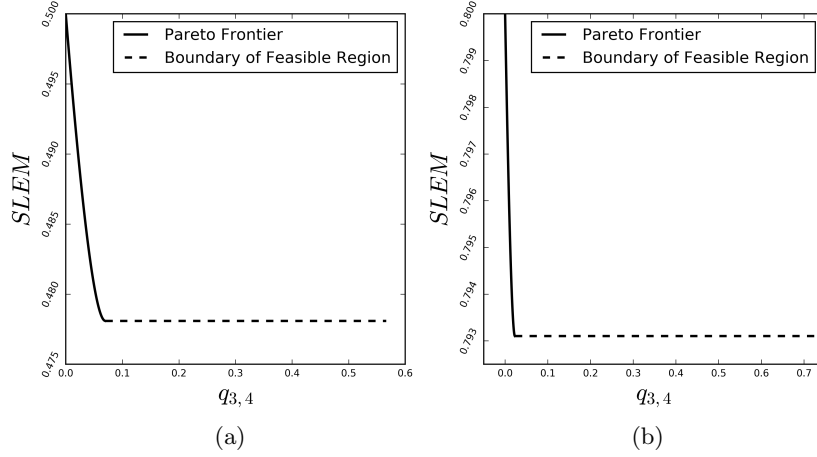 0.500
0.495
0.490
0.485
0.480
0.475
SLEM
Pareto Frontier
Boundary of Feasible Region
0.0 0.1 0.2 0.3 0.4 0.5 0.6
q3,4
(a)
0.800
0.799
0.798
0.797
0.796
0.795
0.794
0.793
SLEM
Pareto Frontier
Boundary of Feasible Region
0.0 0.1 0.2 0.3 0.4 0.5 0.6 0.7
q3,4
(b)